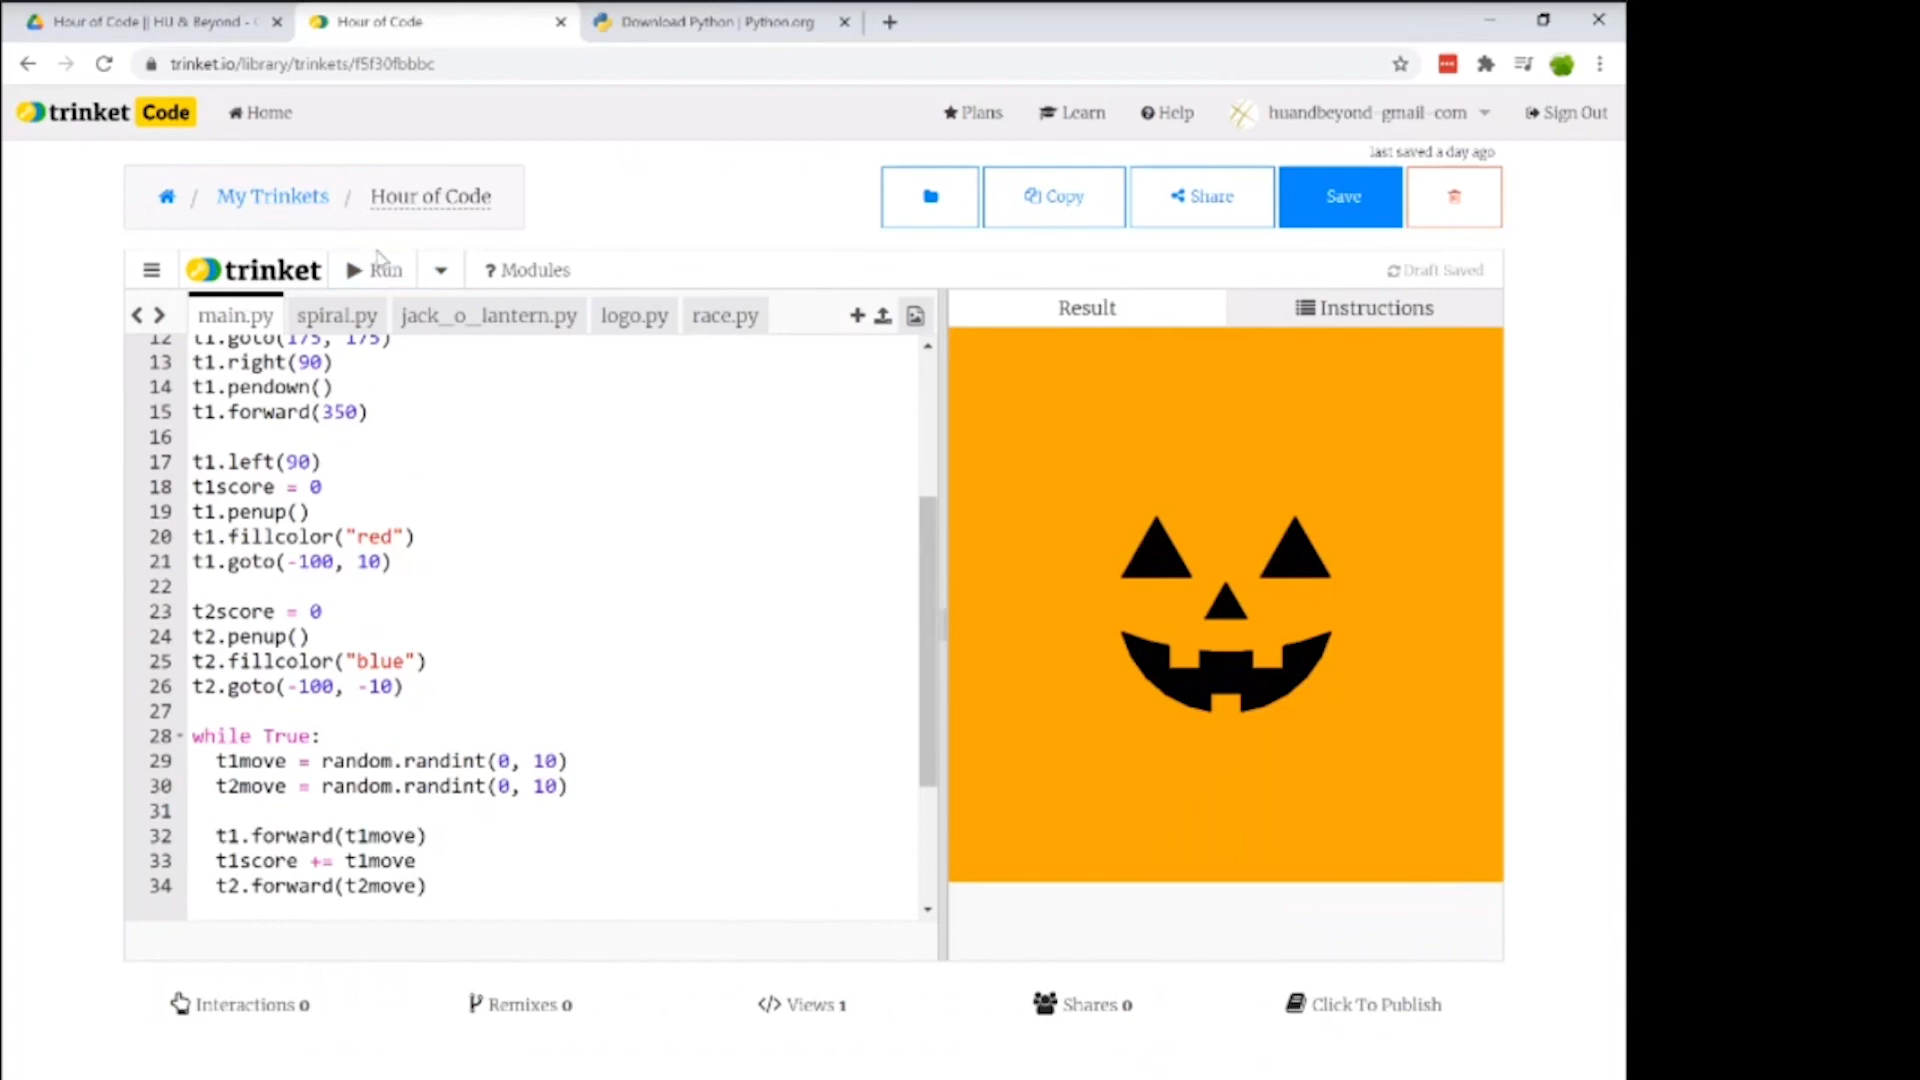 Hour of Code || HU & Beyond -
Hour of Code
Download Python | Python.org
trinket.io/library/trinkets/f5f30fbbbc
trinket Code
Home
Plans
Learn
Help
huandbeyond-gmail-com
Sign Out
last saved a day ago
/ My Trinkets / Hour of Code
Copy
Share
Save
trinket
Run
? Modules
Draft Saved
main.py
spiral.py
jack_o_lantern.py
logo.py
race.py
Result
Instructions
12 t1.goto(175, 175)
13 t1.right(90)
14 t1.pendown()
15 t1.forward(350)
16
17 t1.left(90)
18 t1score = 0
19 t1.penup()
20 t1.fillcolor("red")
21 t1.goto(-100, 10)
22
23 t2score = 0
24 t2.penup()
25 t2.fillcolor("blue")
26 t2.goto(-100, -10)
27
28 while True:
29 t1move = random.randint(0, 10)
30 t2move = random.randint(0, 10)
31
32 t1.forward(t1move)
33 t1score += t1move
34 t2.forward(t2move)
Interactions 0
Remixes 0
</> Views 1
Shares 0
Click To Publish